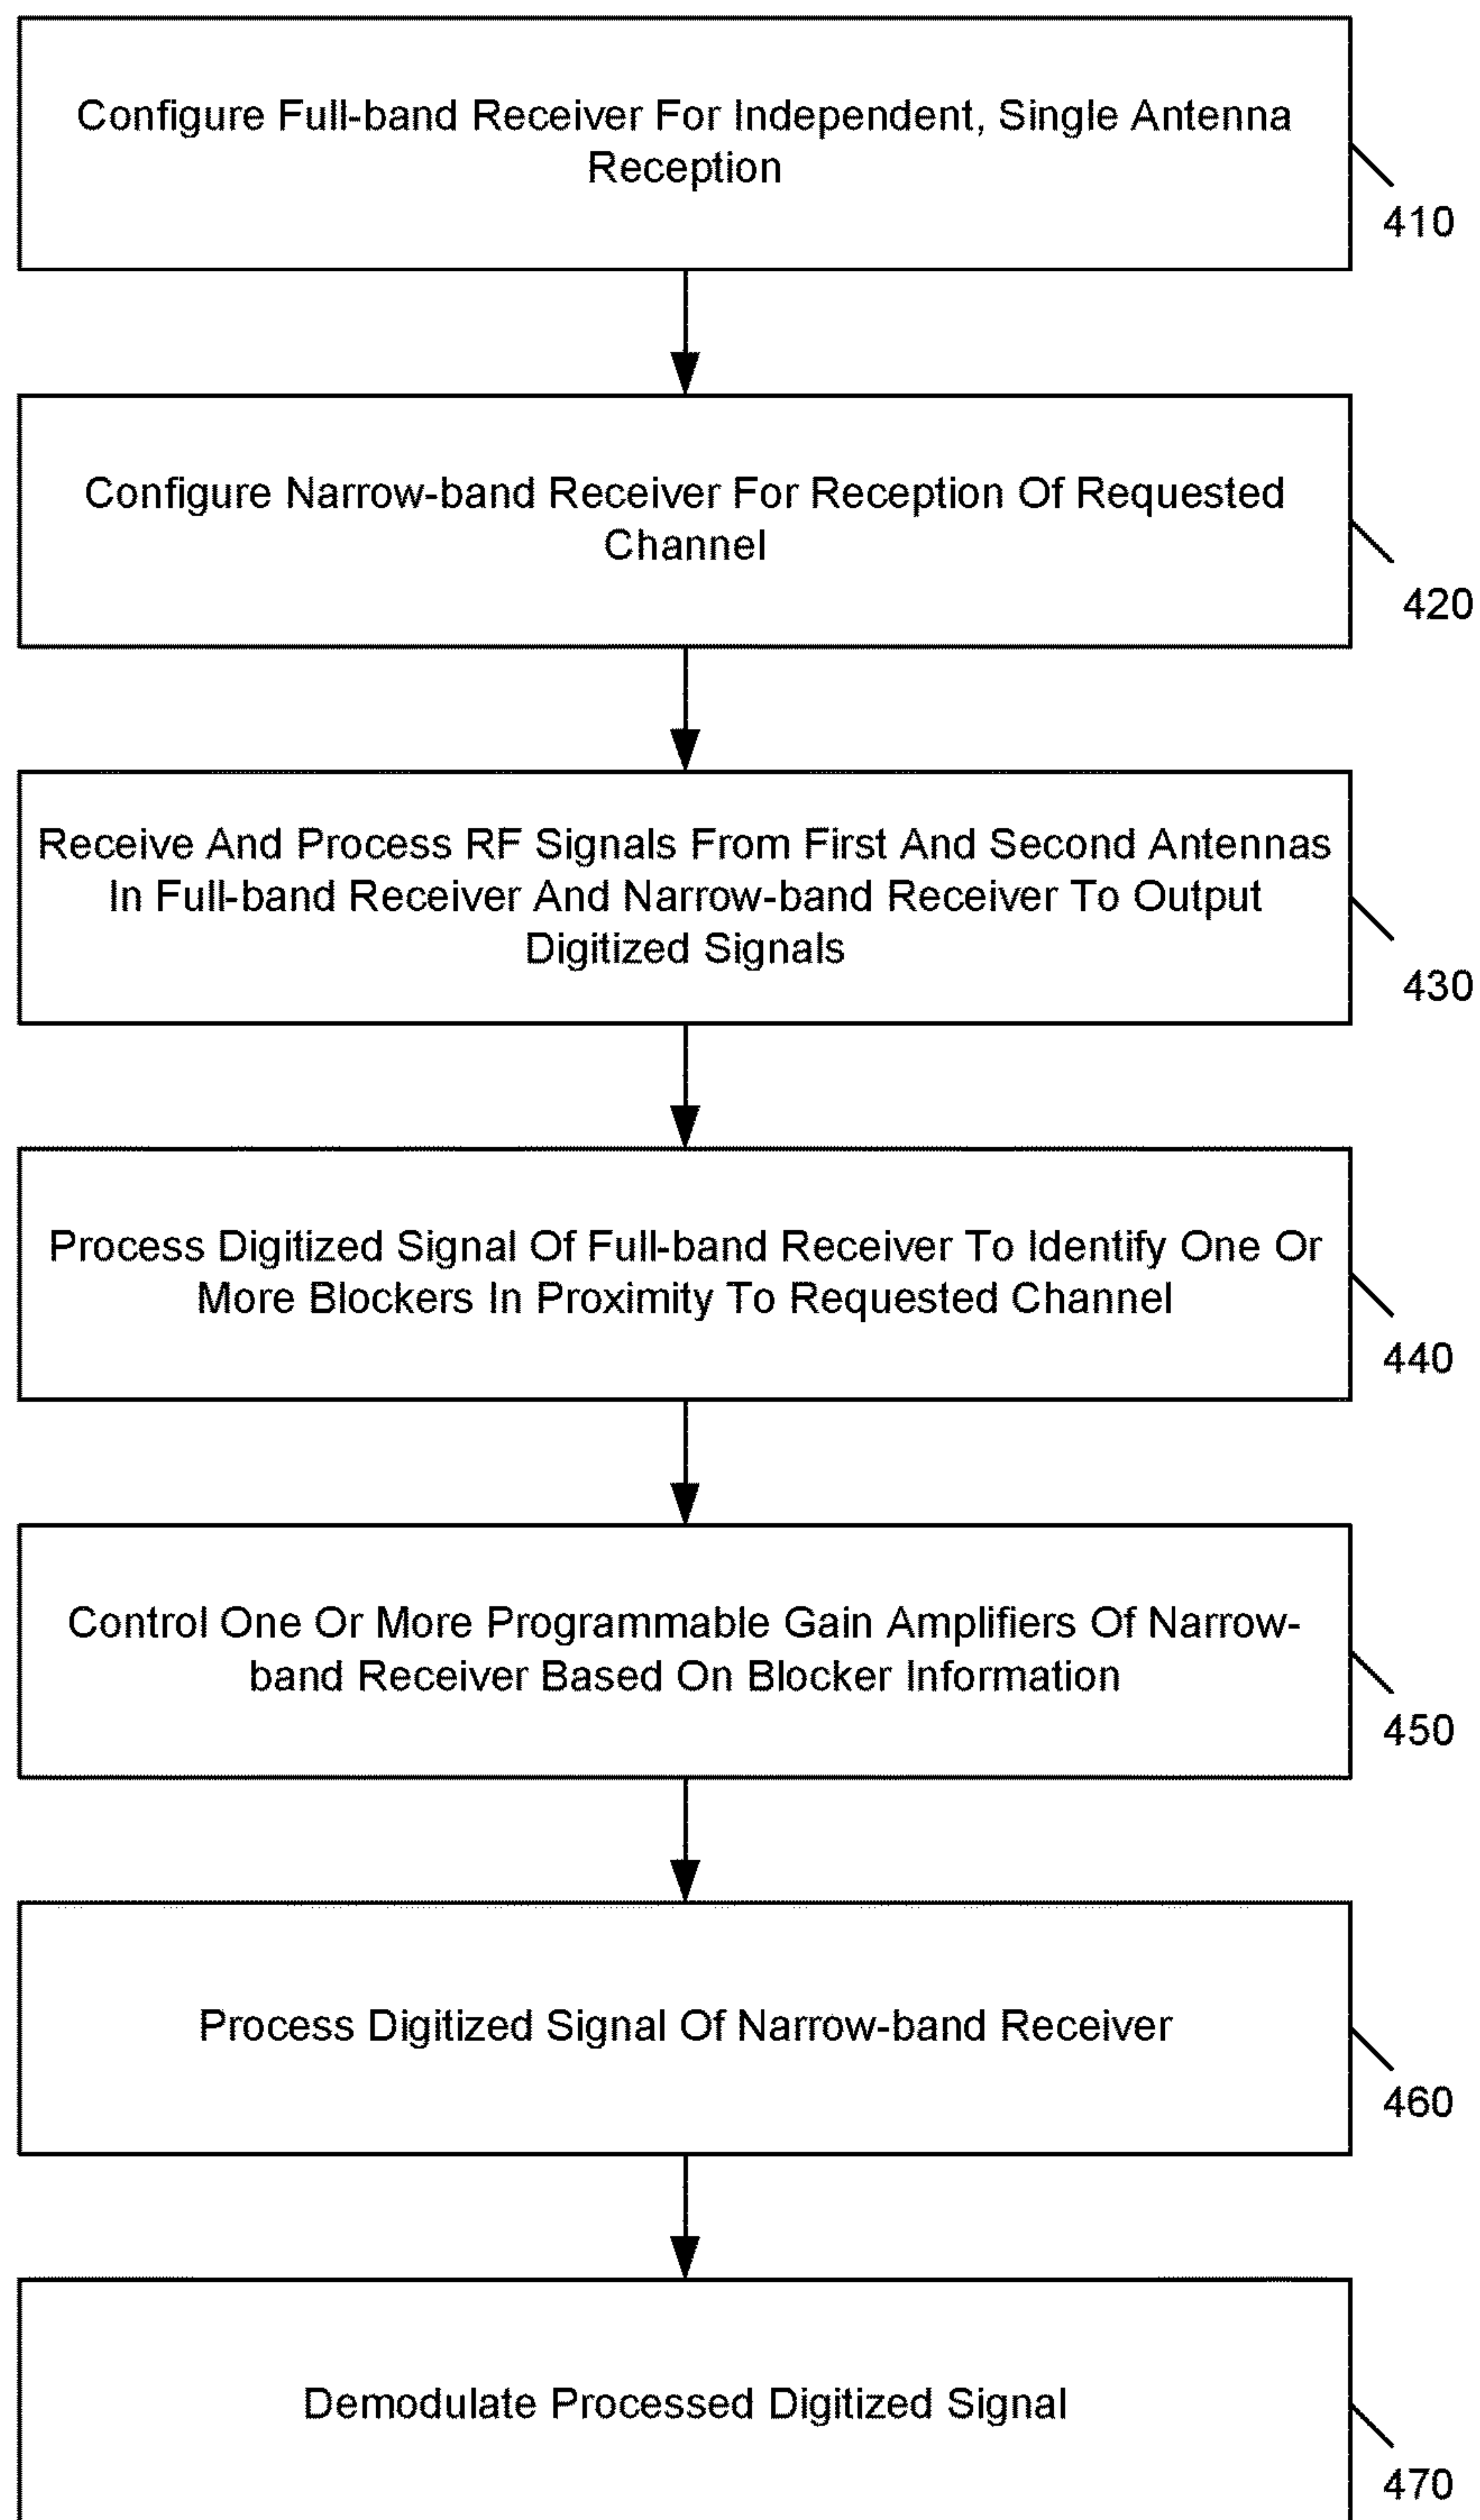 Configure Full-band Receiver For Independent, Single Antenna
Reception
410
Configure Narrow-band Receiver For Reception Of Requested
Channel
420
Receive And Process RF Signals From First And Second Antennas
In Full-band Receiver And Narrow-band Receiver To Output
Digitized Signals
430
Process Digitized Signal Of Full-band Receiver To Identify One Or
More Blockers In Proximity To Requested Channel
440
Control One Or More Programmable Gain Amplifiers Of Narrow-
band Receiver Based On Blocker Information
450
Process Digitized Signal Of Narrow-band Receiver
460
Demodulate Processed Digitized Signal
470